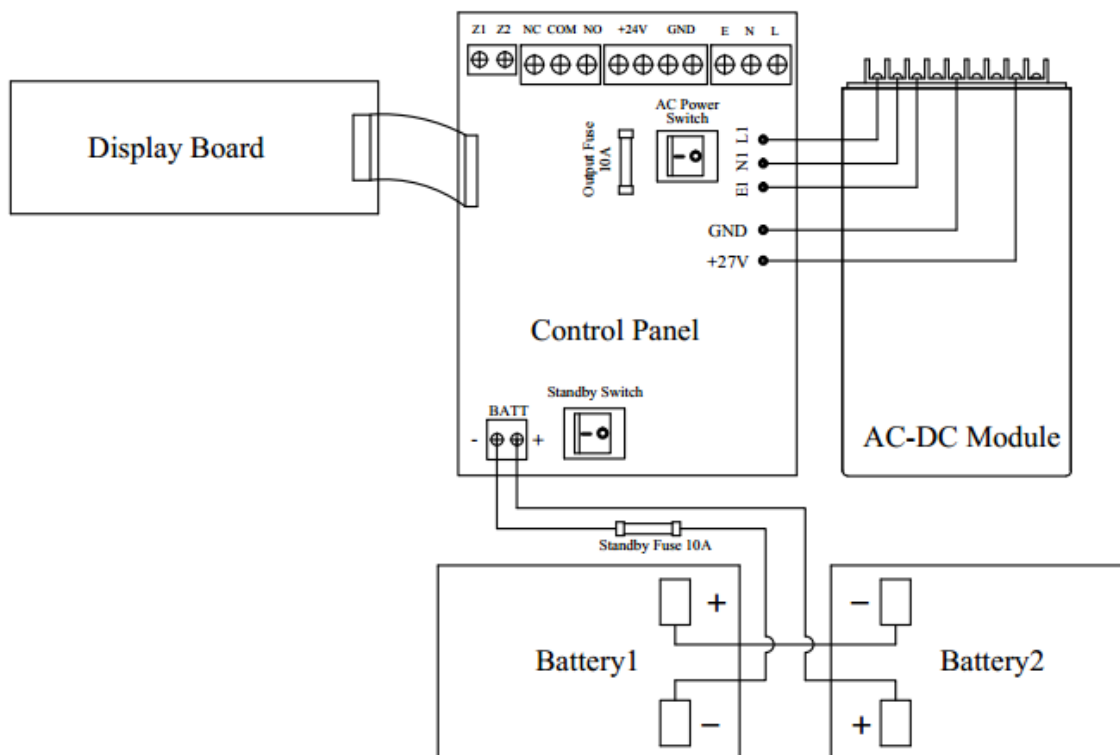 Z1 Z2 NC COM NO +24V GND E N L
AC Power
Switch
Output Fuse
10A
L1
N1
E1
GND
+27V
Display Board
Control Panel
AC-DC Module
Standby Switch
BATT
- +
Standby Fuse 10A
+ −
Battery1 Battery2
− +